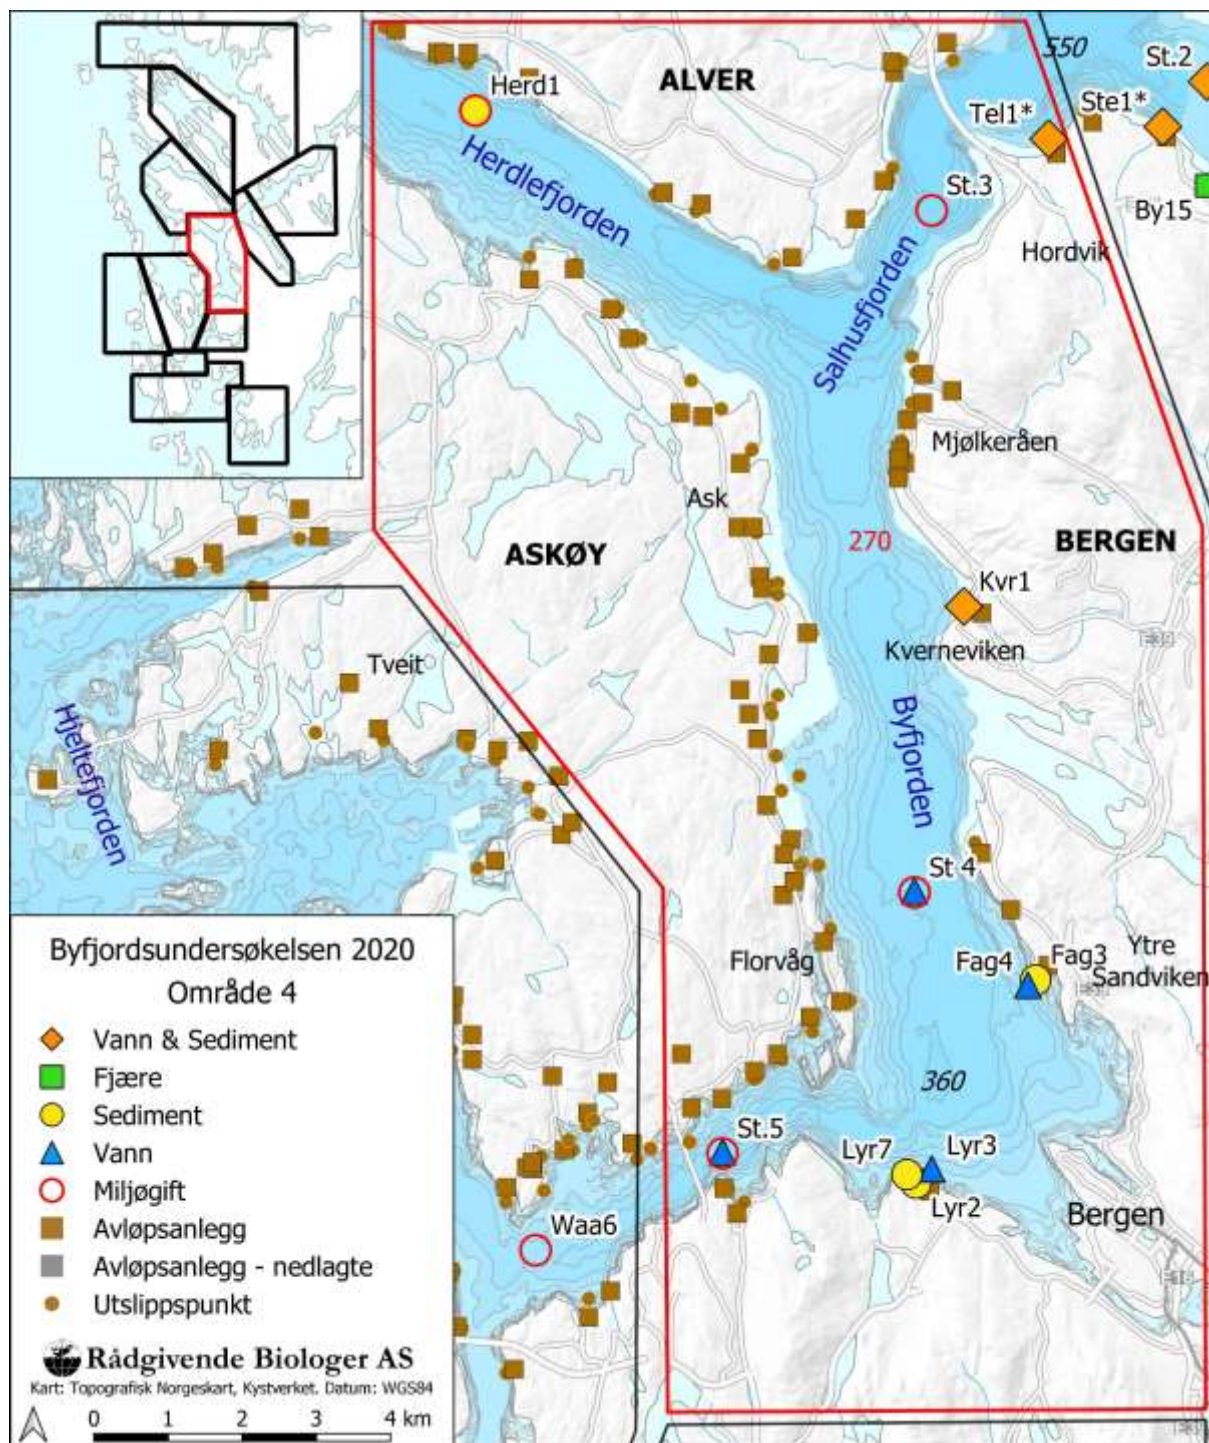 ALVER
550
St.2
Herd1
Tel1*
Ste1*
Herdlefjorden
St.3
By15
Hordvik
Salhusfjorden
Mjølkeråen
Ask
270
ASKØY
BERGEN
Kvr1
Kverneviken
Tveit
Hjeltefjorden
Byfjorden
St 4
Florvåg
Fag4
Fag3
Ytre
Sandviken
360
St.5
Lyr7
Lyr3
Lyr2
Bergen
Waa6
Byfjordsundersøkelsen 2020
Område 4
Vann & Sediment
Fjære
Sediment
Vann
Miljøgift
Avløpsanlegg
Avløpsanlegg - nedlagte
Utslippspunkt
Rådgivende Biologer AS
Kart: Topografisk Norgeskart, Kystverket. Datum: WGS84
0 1 2 3 4 km